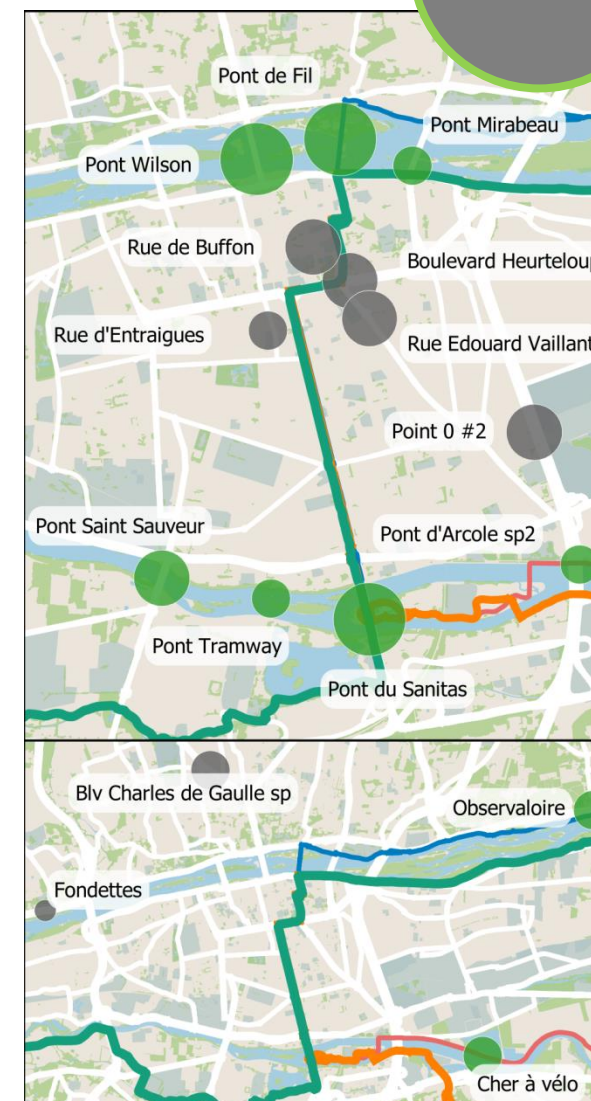 Pont de Fil
Pont Mirabeau
Pont Wilson
Rue de Buffon
Boulevard Heurteloup
Rue d'Entraigues
Rue Edouard Vaillant
Point 0 #2
Pont Saint Sauveur
Pont d'Arcole sp2
Pont Tramway
Pont du Sanitas
Blv Charles de Gaulle sp
Observaloire
Fondettes
Cher à vélo